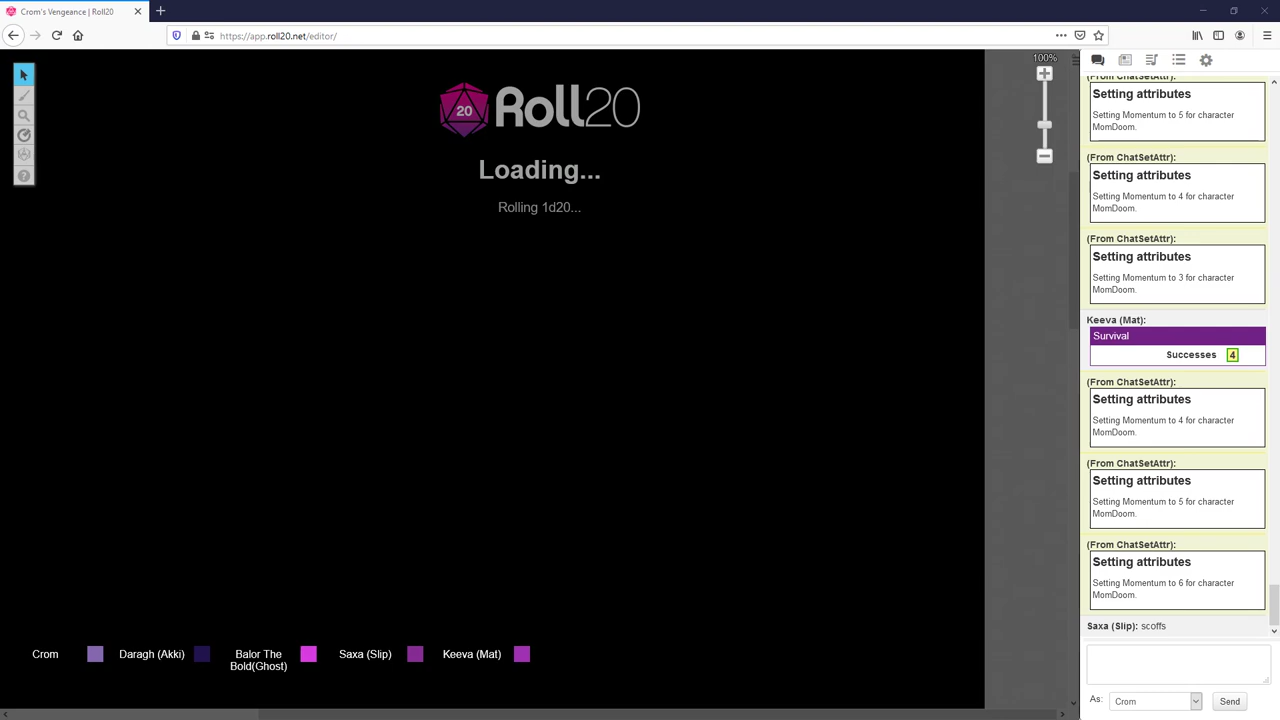 Crom's Vengeance | Roll20
https://app.roll20.net/editor/
100%
20
Roll20
Loading...
Rolling 1d20...
Crom
Daragh (Akki)
Balor The
Bold(Ghost)
Saxa (Slip)
Keeva (Mat)
(From ChatSetAttr):
Setting attributes
Setting Momentum to 5 for character
MomDoom.
(From ChatSetAttr):
Setting attributes
Setting Momentum to 4 for character
MomDoom.
(From ChatSetAttr):
Setting attributes
Setting Momentum to 3 for character
MomDoom.
Keeva (Mat):
Survival
Successes 4
(From ChatSetAttr):
Setting attributes
Setting Momentum to 4 for character
MomDoom.
(From ChatSetAttr):
Setting attributes
Setting Momentum to 5 for character
MomDoom.
(From ChatSetAttr):
Setting attributes
Setting Momentum to 6 for character
MomDoom.
Saxa (Slip): scoffs
As: Crom Send